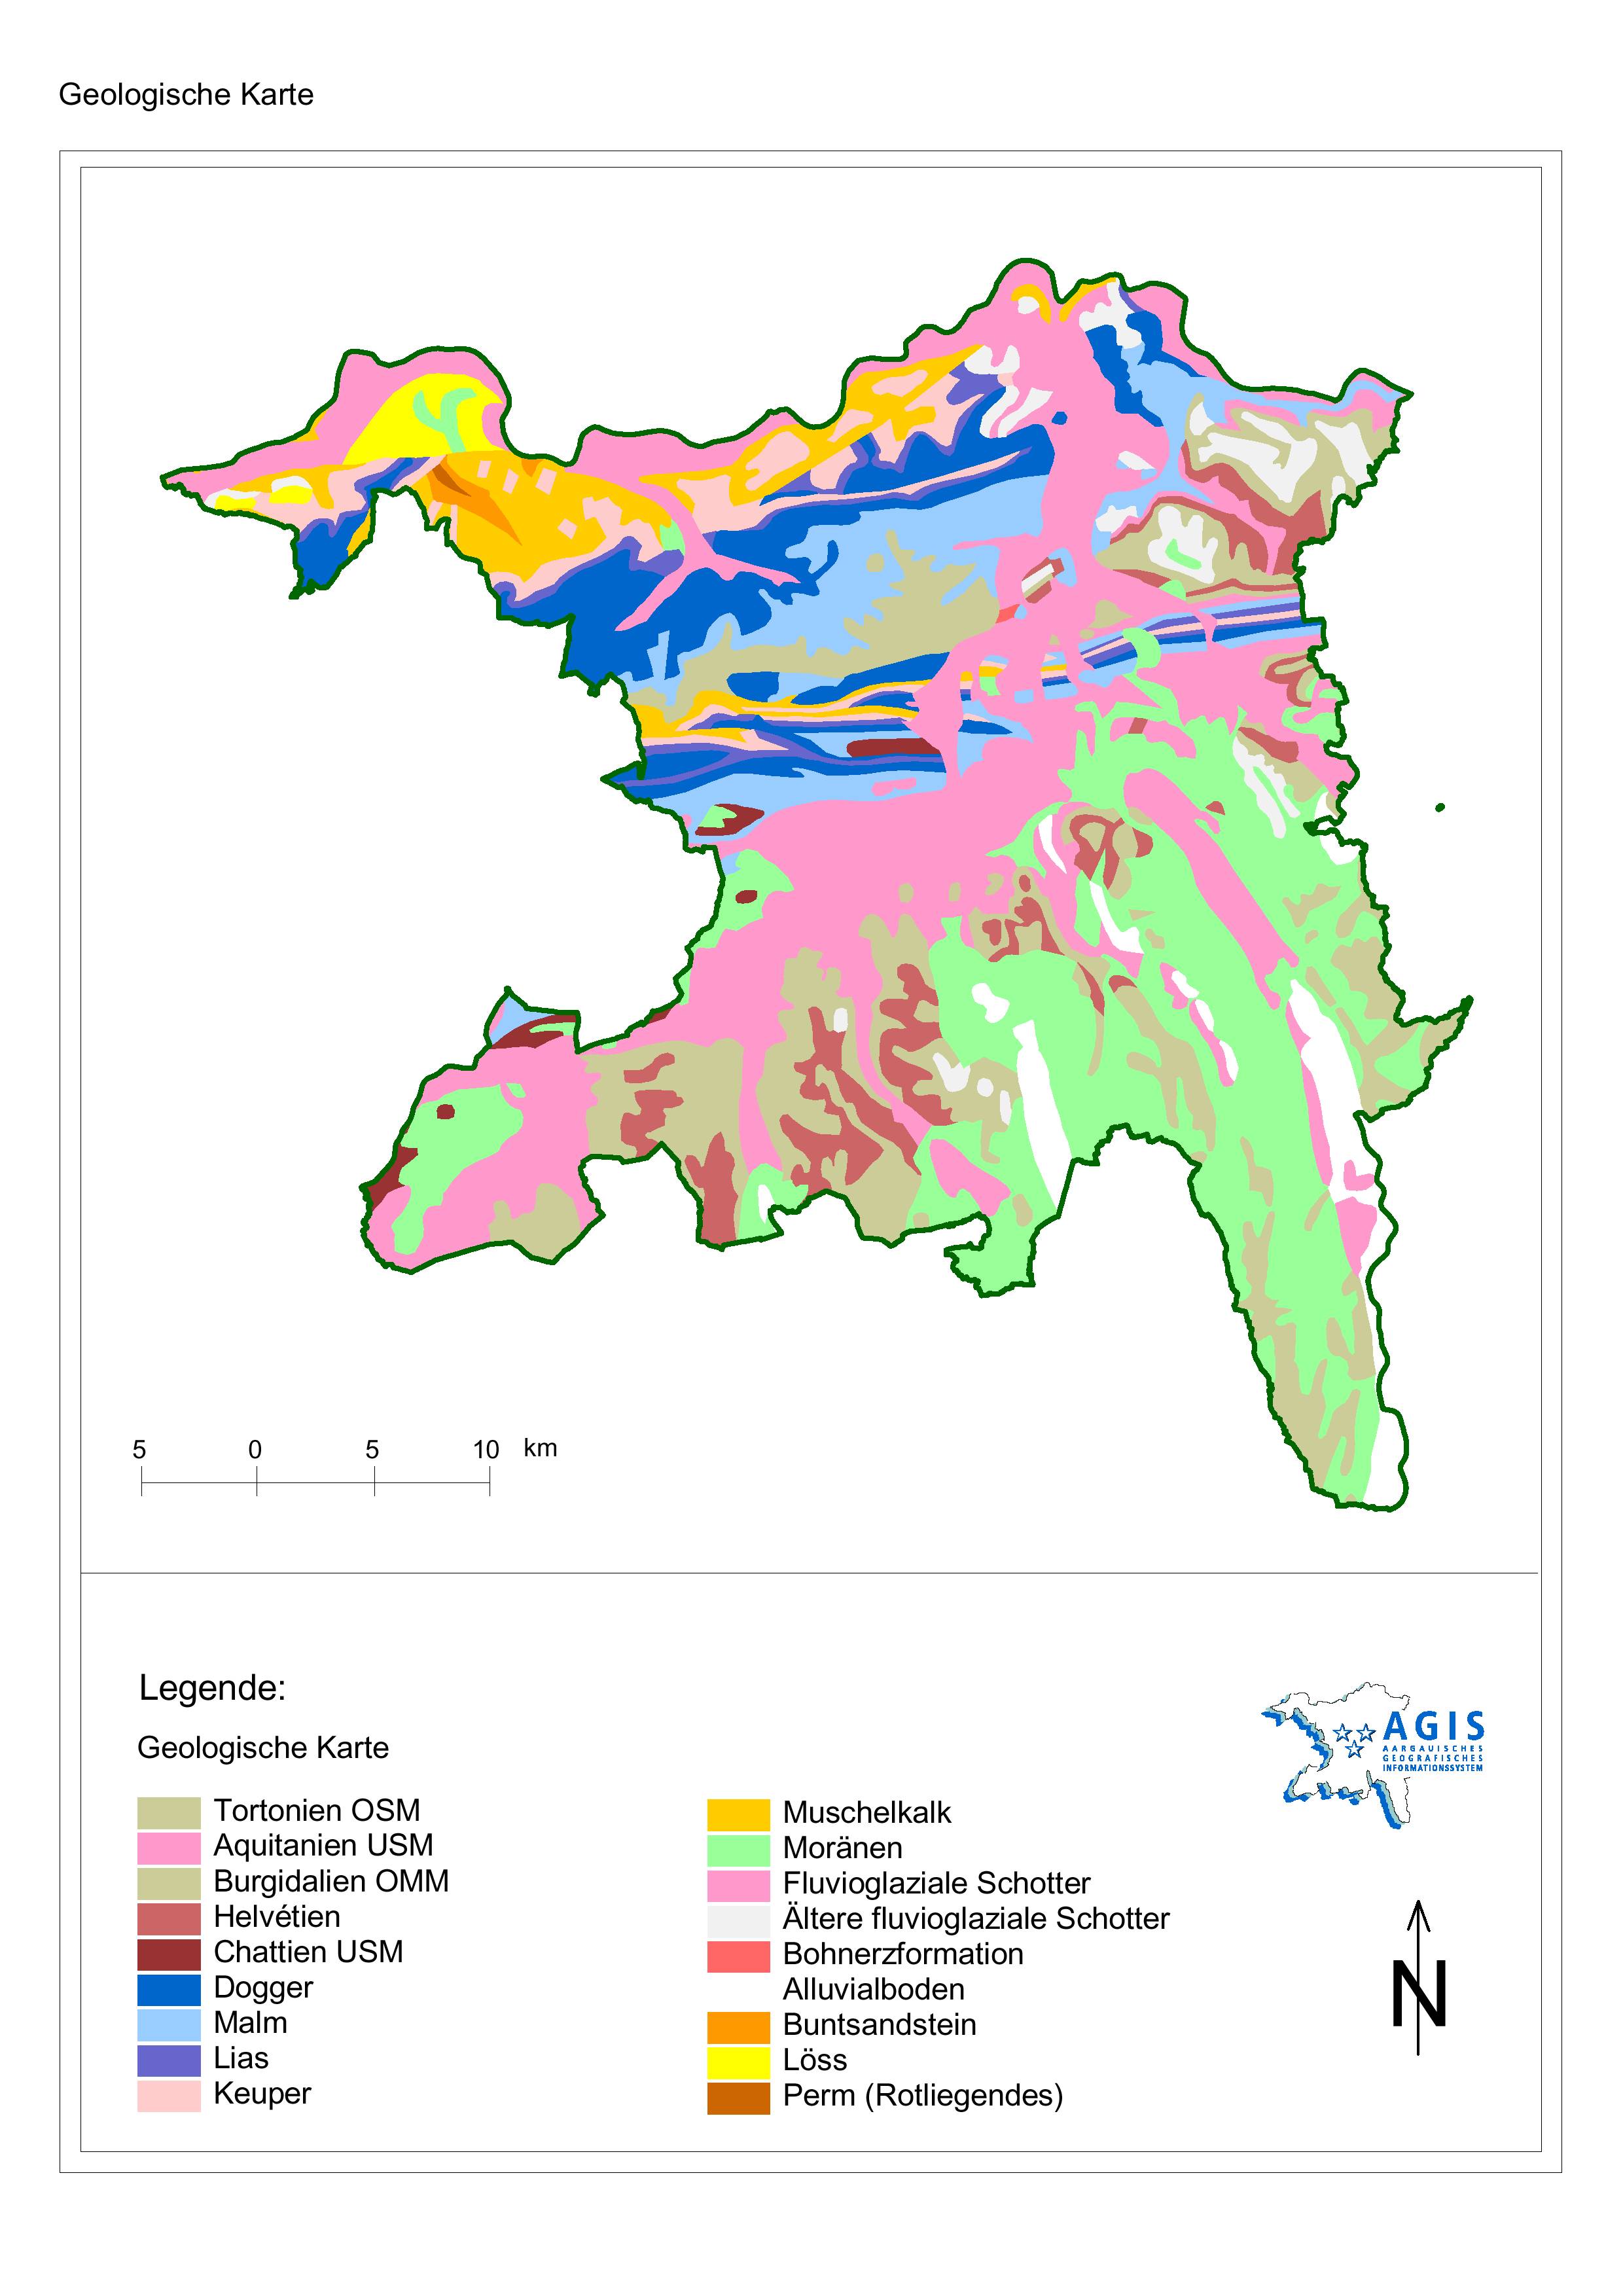 Geologische Karte
5 0 5 10 km
Legende:
Geologische Karte
Tortonien OSM
Aquitanien USM
Burgidalien OMM
Helvétien
Chattien USM
Dogger
Malm
Lias
Keuper
Muschelkalk
Moränen
Fluvioglaziale Schotter
Ältere fluvioglaziale Schotter
Bohnerzformation
Alluvialboden
Buntsandstein
Löss
Perm (Rotliegendes)
AGIS
AARGAUISCHES
GEOGRAFISCHES
INFORMATIONSSYSTEM
N